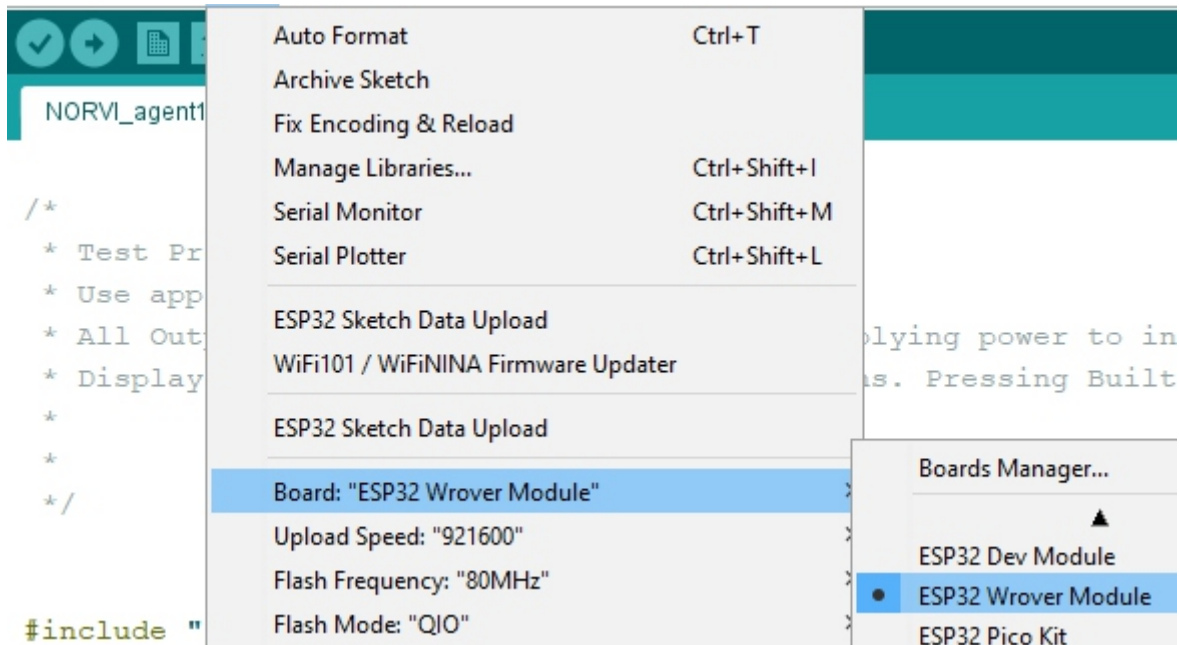 NORVI_agent1
Auto Format Ctrl+T
Archive Sketch
Fix Encoding & Reload
Manage Libraries... Ctrl+Shift+I
Serial Monitor Ctrl+Shift+M
Serial Plotter Ctrl+Shift+L
ESP32 Sketch Data Upload
WiFi101 / WiFiNINA Firmware Updater
ESP32 Sketch Data Upload
Board: "ESP32 Wrover Module"
Upload Speed: "921600"
Flash Frequency: "80MHz"
Flash Mode: "QIO"
Boards Manager...
ESP32 Dev Module
ESP32 Wrover Module
ESP32 Pico Kit
/*
* Test Pr
* Use app
* All Out power to in
* Display Pressing Built
*
*
*/
#include "